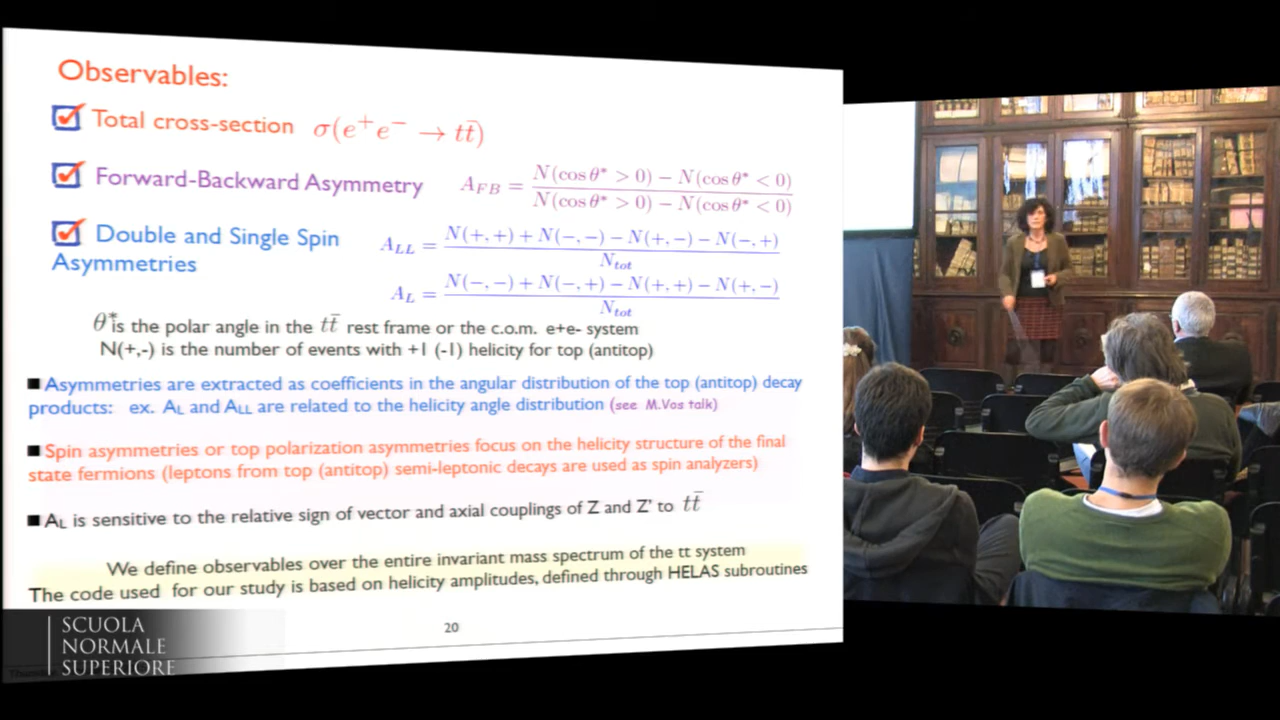 Observables:
Total cross-section σ(e⁺e⁻ → tt̄)
Forward-Backward Asymmetry A_FB = (N(cos θ* > 0) − N(cos θ* < 0)) / (N(cos θ* > 0) − N(cos θ* < 0))
Double and Single Spin
Asymmetries
A_LL = (N(+,+) + N(−,−) − N(+,−) − N(−,+)) / N_tot
A_L = (N(−,−) + N(−,+) − N(+,+) − N(+,−)) / N_tot
θ* is the polar angle in the tt̄ rest frame or the c.o.m. e+e- system
N(+,-) is the number of events with +1 (-1) helicity for top (antitop)
Asymmetries are extracted as coefficients in the angular distribution of the top (antitop) decay
products: ex. AL and ALL are related to the helicity angle distribution (see M.Vos talk)
Spin asymmetries or top polarization asymmetries focus on the helicity structure of the final
state fermions (leptons from top (antitop) semi-leptonic decays are used as spin analyzers)
AL is sensitive to the relative sign of vector and axial couplings of Z and Z' to tt̄
We define observables over the entire invariant mass spectrum of the tt system
The code used for our study is based on helicity amplitudes, defined through HELAS subroutines
20
SCUOLA
NORMALE
SUPERIORE